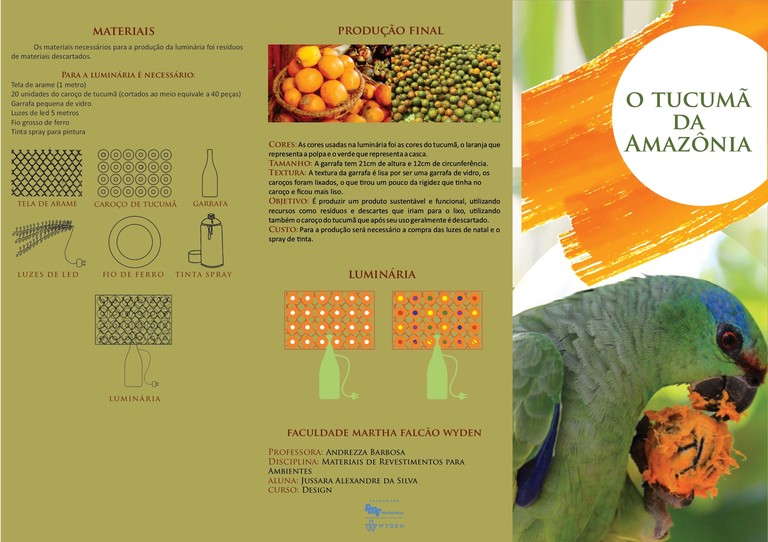 MATERIAIS
Os materiais necessários para a produção da luminária foi resíduos
de materiais descartados.
PARA A LUMINÁRIA É NECESSÁRIO:
Tela de arame (1 metro)
20 unidades do caroço de tucumã (cortados ao meio equivale a 40 peças)
Garrafa pequena de vidro
Luzes de led 5 metros
Fio grosso de ferro
Tinta spray para pintura
TELA DE ARAME
CAROÇO DE TUCUMÃ
GARRAFA
LUZES DE LED
FIO DE FERRO
TINTA SPRAY
LUMINÁRIA
PRODUÇÃO FINAL
CORES: As cores usadas na luminária foi as cores do tucumã, o laranja que
representa a polpa e o verde que representa a casca.
TAMANHO: A garrafa tem 21cm de altura e 12cm de circunferência.
TEXTURA: A textura da garrafa é lisa por ser uma garrafa de vidro, os
caroços foram lixados, o que tirou um pouco da rigidez que tinha no
caroço e ficou mais liso.
OBJETIVO: É produzir um produto sustentável e funcional, utilizando
recursos como resíduos e descartes que iriam para o lixo, utilizando
também o caroço do tucumã que após seu uso geralmente é descartado.
CUSTO: Para a produção será necessário a compra das luzes de natal e o
spray de tinta.
LUMINÁRIA
FACULDADE MARTHA FALCÃO WYDEN
PROFESSORA: ANDREZZA BARBOSA
DISCIPLINA: MATERIAIS DE REVESTIMENTOS PARA
AMBIENTES
ALUNA: JUSSARA ALEXANDRE DA SILVA
CURSO: DESIGN
WYDEN
O TUCUMÃ
DA
AMAZÔNIA